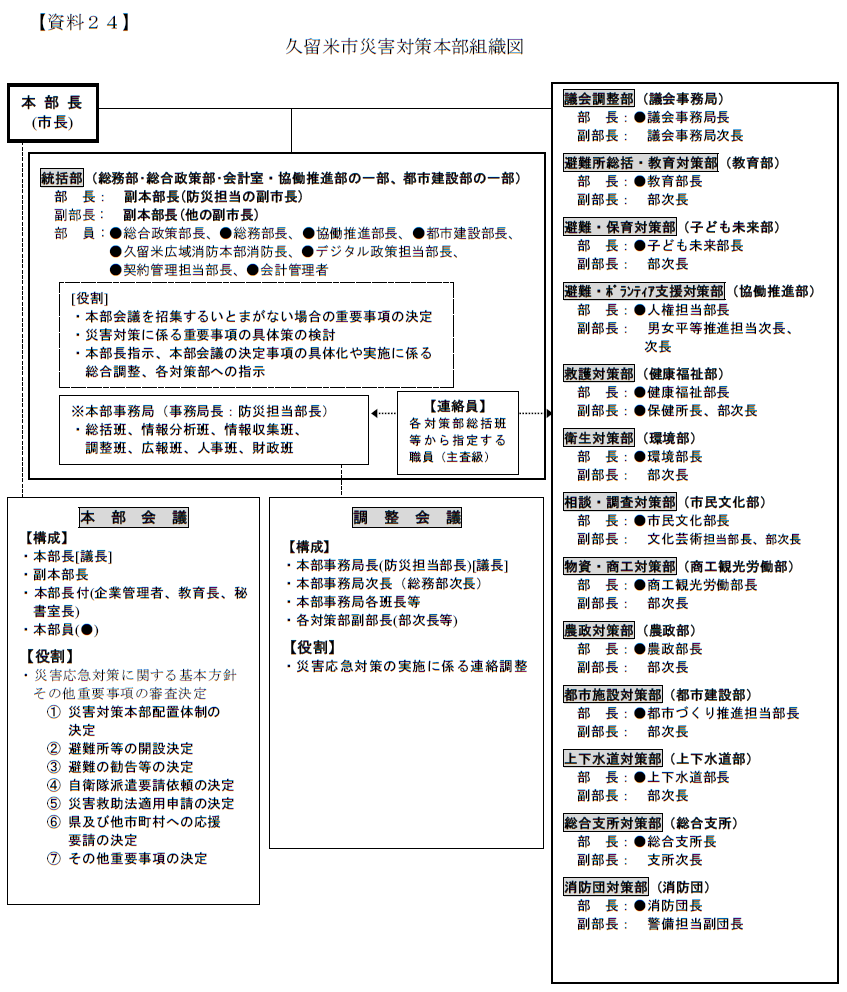 【資料２４】
久留米市災害対策本部組織図
本 部 長
(市長)
統括部（総務部・総合政策部・会計室・協働推進部の一部、都市建設部の一部）
部　長：　副本部長(防災担当の副市長)
副部長：　副本部長(他の副市長)
部　員：●総合政策部長、●総務部長、●協働推進部長、●都市建設部長、
●久留米広域消防本部消防長、●デジタル政策担当部長、
●契約管理担当部長、●会計管理者
[役割]
・本部会議を招集するいとまがない場合の重要事項の決定
・災害対策に係る重要事項の具体策の検討
・本部長指示、本部会議の決定事項の具体化や実施に係る
総合調整、各対策部への指示
※本部事務局（事務局長：防災担当部長）
・総括班、情報分析班、情報収集班、
調整班、広報班、人事班、財政班
【連絡員】
各対策部総括班
等から指定する
職員（主査級）
本　部　会　議
【構成】
・本部長[議長]
・副本部長
・本部長付(企業管理者、教育長、秘
書室長)
・本部員(●)
【役割】
・災害応急対策に関する基本方針
その他重要事項の審査決定
① 災害対策本部配置体制の
決定
② 避難所等の開設決定
③ 避難の勧告等の決定
④ 自衛隊派遣要請依頼の決定
⑤ 災害救助法適用申請の決定
⑥ 県及び他市町村への応援
要請の決定
⑦ その他重要事項の決定
調　整　会　議
【構成】
・本部事務局長(防災担当部長)[議長]
・本部事務局次長（総務部次長）
・本部事務局各班長等
・各対策部副部長(部次長等)
【役割】
・災害応急対策の実施に係る連絡調整
議会調整部（議会事務局）
部　長：●議会事務局長
副部長：　議会事務局次長
避難所総括・教育対策部（教育部）
部　長：●教育部長
副部長：　部次長
避難・保育対策部（子ども未来部）
部　長：●子ども未来部長
副部長：　部次長
避難・ﾎﾞﾗﾝﾃｨｱ支援対策部（協働推進部）
部　長：●人権担当部長
副部長：　男女平等推進担当次長、
次長
救護対策部（健康福祉部）
部　長：●健康福祉部長
副部長：●保健所長、部次長
衛生対策部（環境部）
部　長：●環境部長
副部長：　部次長
相談・調査対策部（市民文化部）
部　長：●市民文化部長
副部長：　文化芸術担当部長、部次長
物資・商工対策部（商工観光労働部）
部　長：●商工観光労働部長
副部長：　部次長
農政対策部（農政部）
部　長：●農政部長
副部長：　部次長
都市施設対策部（都市建設部）
部　長：●都市づくり推進担当部長
副部長：　部次長
上下水道対策部（上下水道部）
部　長：●上下水道部長
副部長：　部次長
総合支所対策部（総合支所）
部　長：●総合支所長
副部長：　支所次長
消防団対策部（消防団）
部　長：●消防団長
副部長：　警備担当副団長